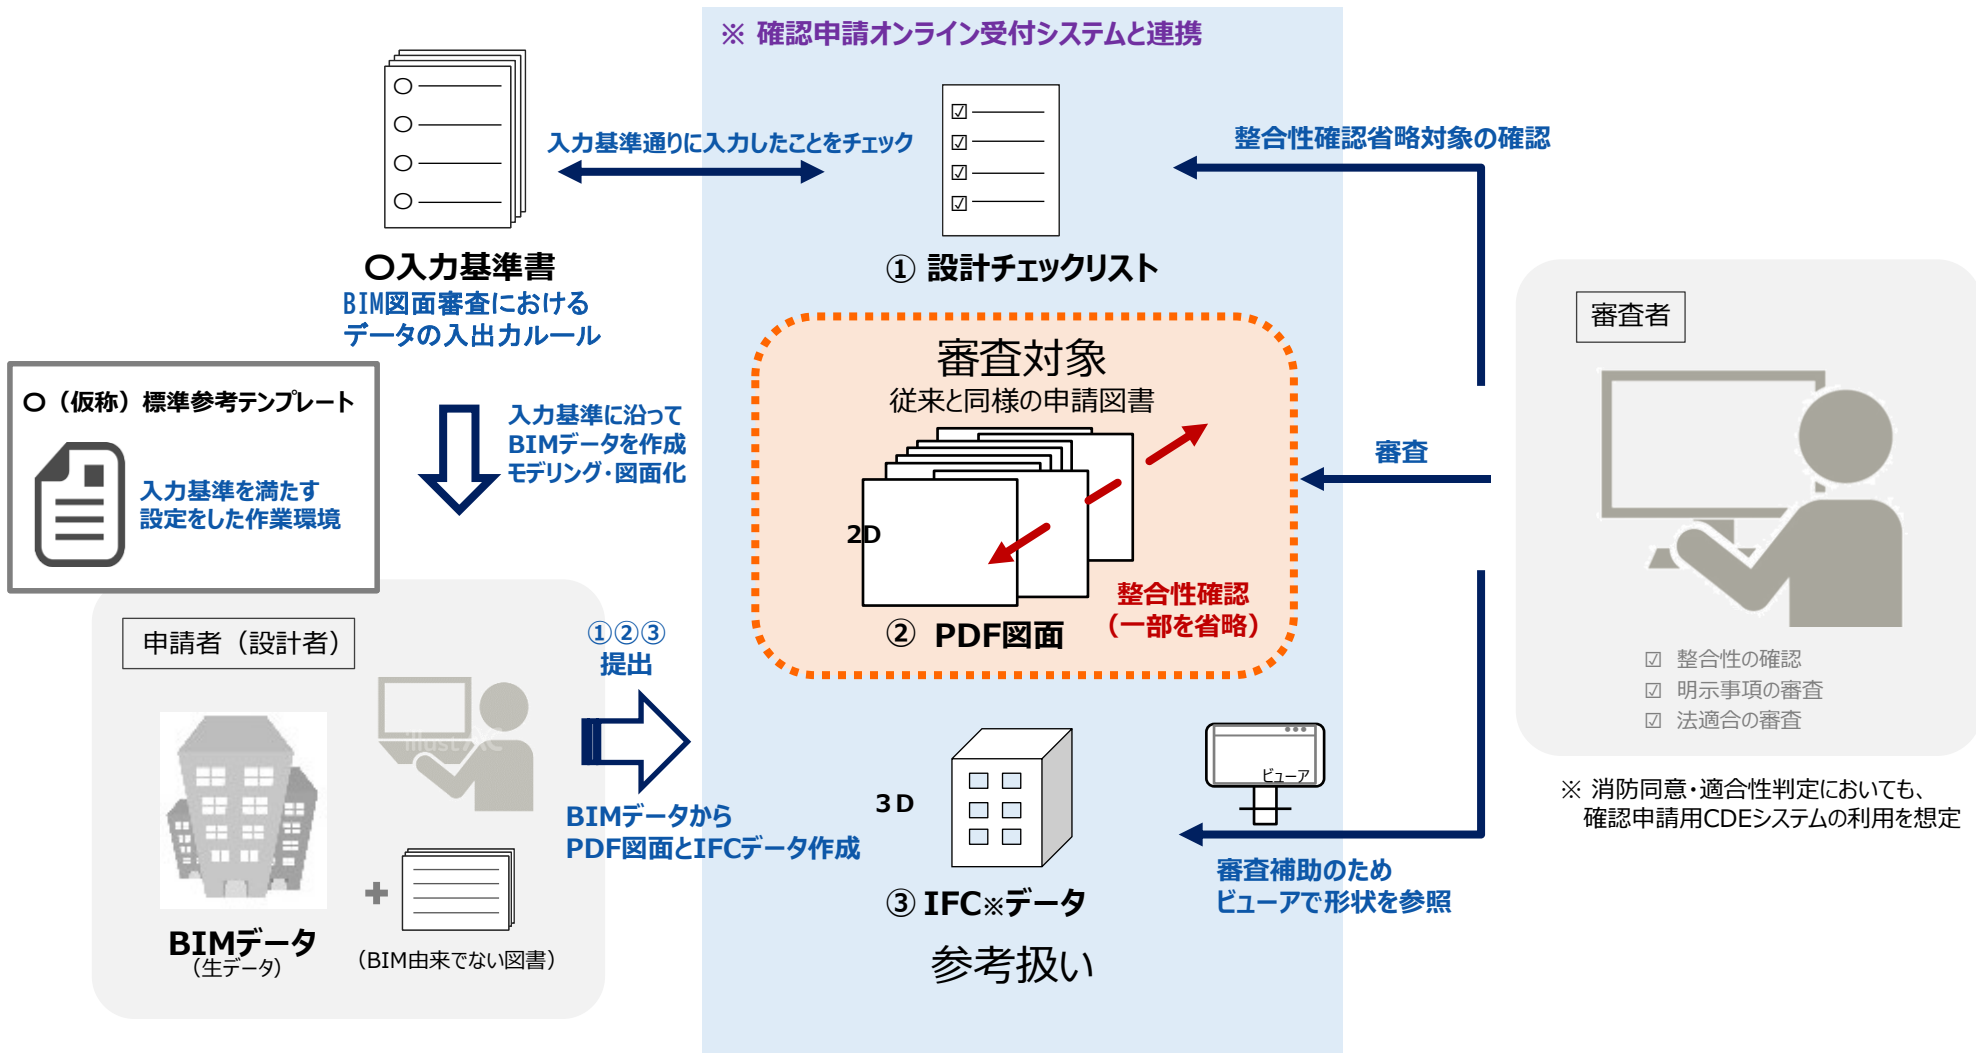 ※ 確認申請オンライン受付システムと連携
入力基準通りに入力したことをチェック
整合性確認省略対象の確認
〇入力基準書
BIM図面審査における
データの入出力ルール
① 設計チェックリスト
審査者
審査対象
従来と同様の申請図書
〇（仮称）標準参考テンプレート
入力基準を満たす
設定をした作業環境
入力基準に沿って
BIMデータを作成
モデリング・図面化
審査
2D
整合性確認
（一部を省略）
② PDF図面
申請者（設計者）
①②③
提出
☑ 整合性の確認
☑ 明示事項の審査
☑ 法適合の審査
illustAC
ビューア
3D
BIMデータから
PDF図面とIFCデータ作成
※ 消防同意・適合性判定においても、
確認申請用CDEシステムの利用を想定
審査補助のため
ビューアで形状を参照
③ IFC※データ
参考扱い
BIMデータ
（生データ）
（BIM由来でない図書）